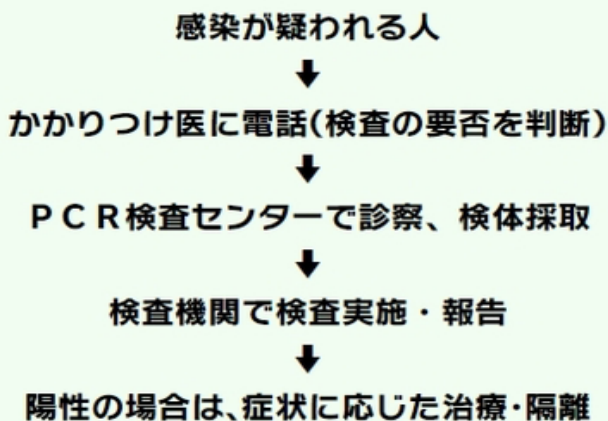 感染が疑われる人
↓
かかりつけ医に電話(検査の要否を判断)
↓
ＰＣＲ検査センターで診察、検体採取
↓
検査機関で検査実施・報告
↓
陽性の場合は、症状に応じた治療・隔離